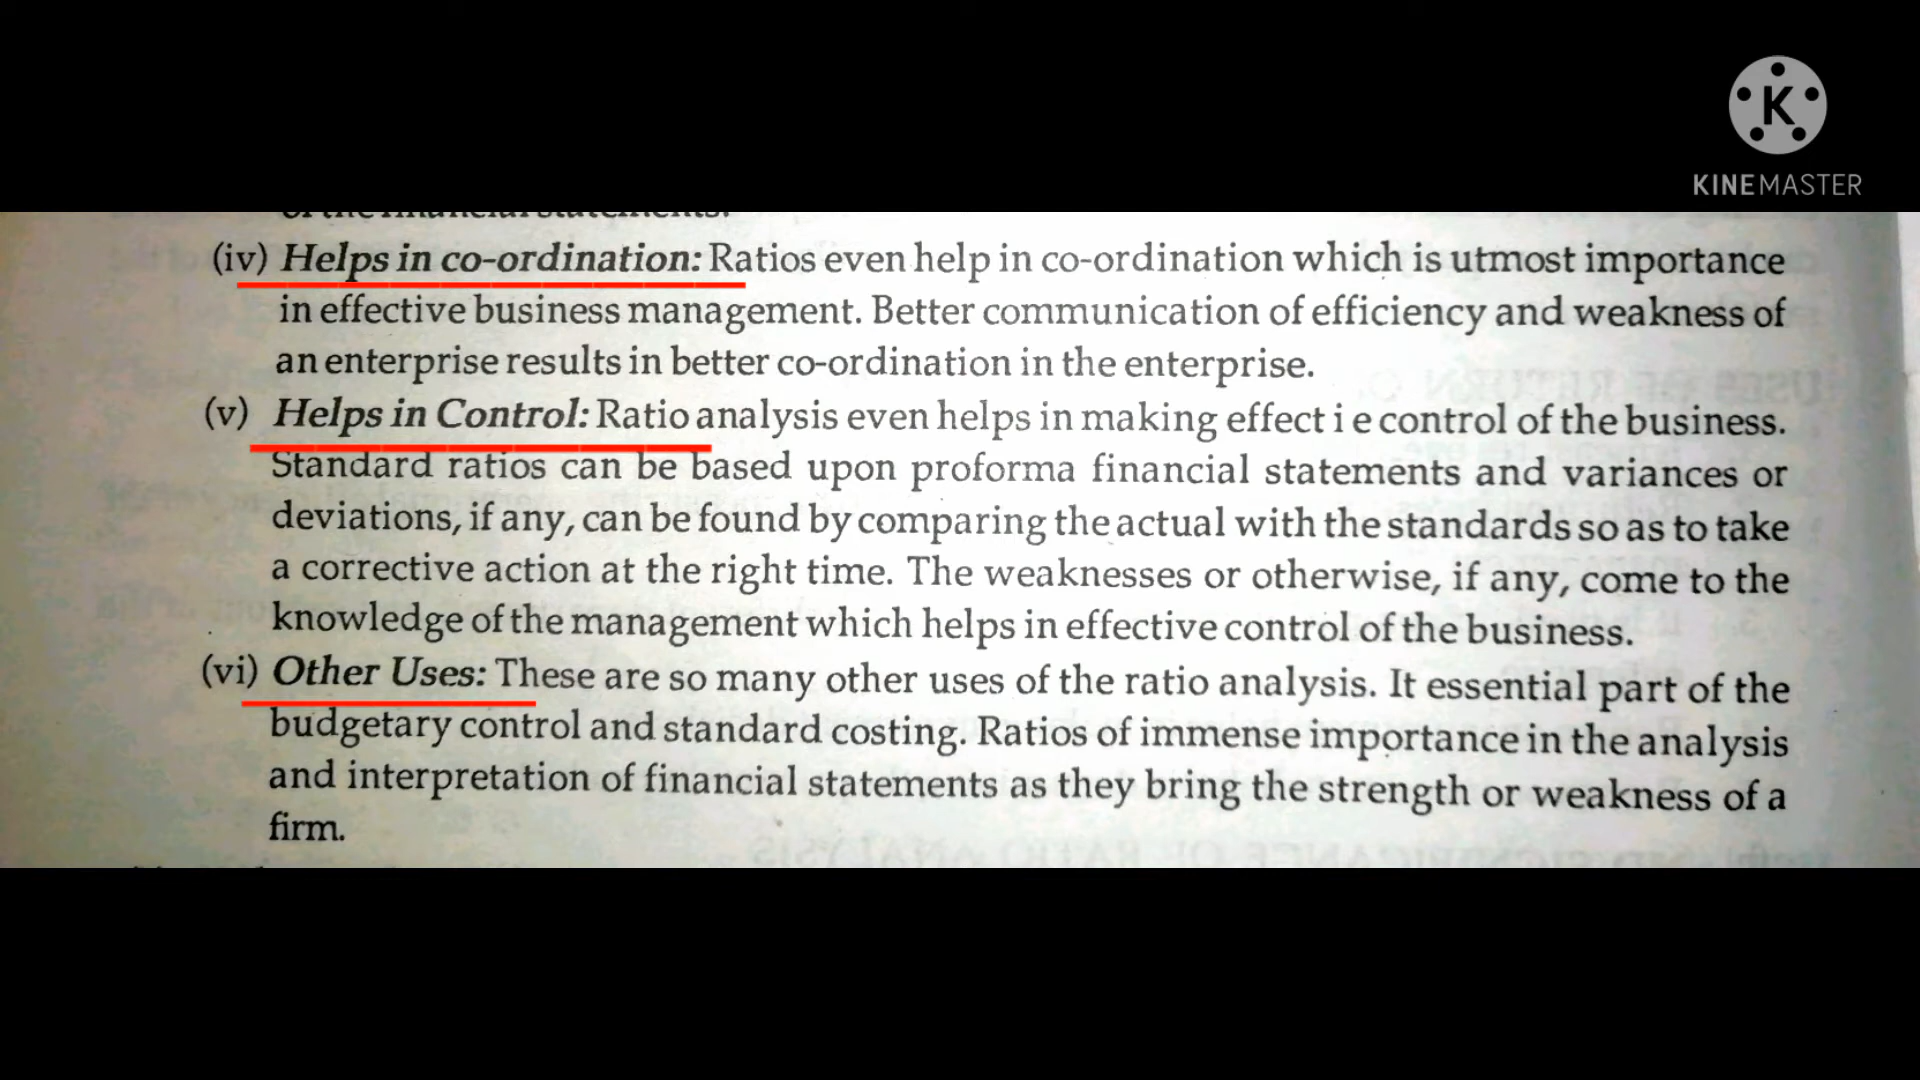 K
KINEMASTER
of the financial statements.
(iv) Helps in co-ordination: Ratios even help in co-ordination which is utmost importance
in effective business management. Better communication of efficiency and weakness of
an enterprise results in better co-ordination in the enterprise.
(v) Helps in Control: Ratio analysis even helps in making effect i e control of the business.
Standard ratios can be based upon proforma financial statements and variances or
deviations, if any, can be found by comparing the actual with the standards so as to take
a corrective action at the right time. The weaknesses or otherwise, if any, come to the
knowledge of the management which helps in effective control of the business.
(vi) Other Uses: These are so many other uses of the ratio analysis. It essential part of the
budgetary control and standard costing. Ratios of immense importance in the analysis
and interpretation of financial statements as they bring the strength or weakness of a
firm.